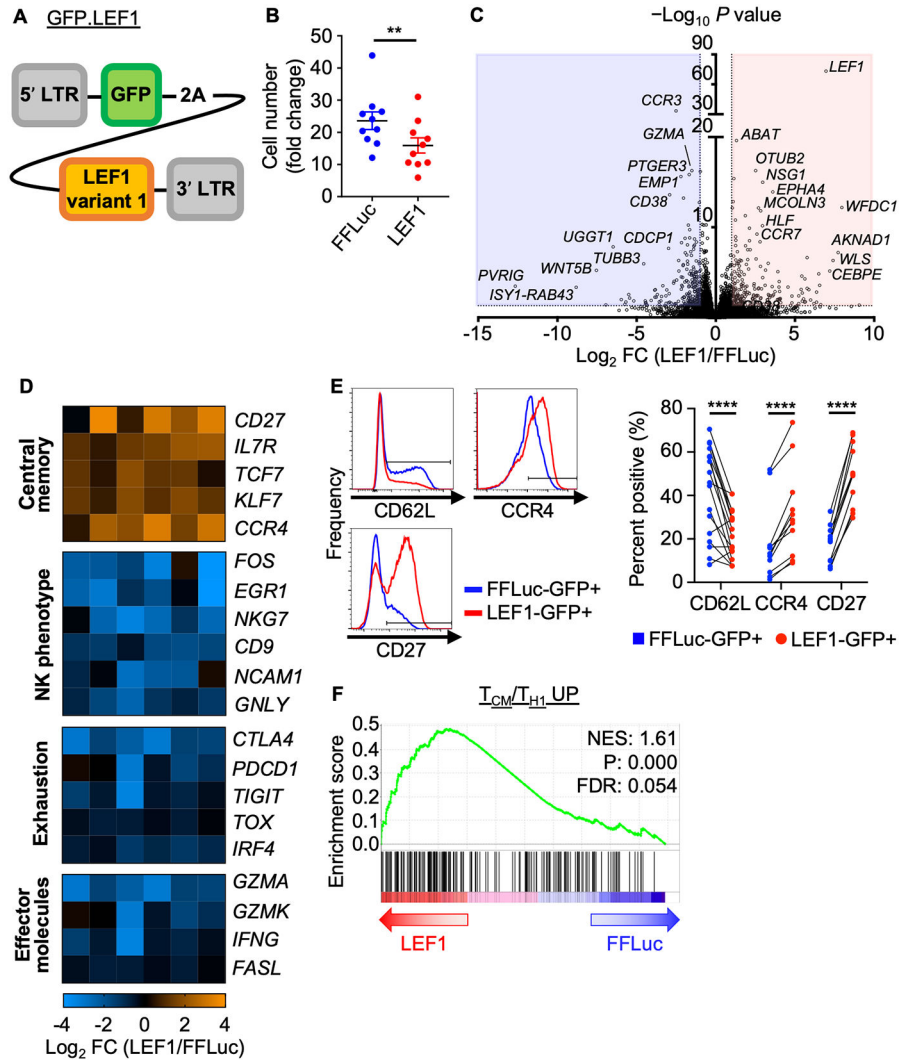 A
GFP.LEF1
5′ LTR
GFP
2A
LEF1
variant 1
3′ LTR
B
**
Cell number
(fold change)
50
40
30
20
10
0
FFLuc
LEF1
C
−Log10 P value
90
60
30
20
10
0
LEF1
CCR3
GZMA
ABAT
PTGER3
OTUB2
EMP1
NSG1
CD38
EPHA4
MCOLN3
WFDC1
HLF
UGGT1
CDCP1
CCR7
AKNAD1
TUBB3
WLS
WNT5B
CEBPE
PVRIG
ISY1-RAB43
-15
-10
-5
0
5
10
Log2 FC (LEF1/FFLuc)
D
Central
memory
CD27
IL7R
TCF7
KLF7
CCR4
NK phenotype
FOS
EGR1
NKG7
CD9
NCAM1
GNLY
Exhaustion
CTLA4
PDCD1
TIGIT
TOX
IRF4
Effector
molecules
GZMA
GZMK
IFNG
FASL
-4 -2 0 2 4
Log2 FC (LEF1/FFLuc)
E
Frequency
CD62L
CCR4
CD27
FFLuc-GFP+
LEF1-GFP+
**** **** ****
Percent positive (%)
80
60
40
20
0
CD62L CCR4 CD27
FFLuc-GFP+ LEF1-GFP+
F
TCM/TH1 UP
Enrichment score
0.5
0.4
0.3
0.2
0.1
0.0
NES: 1.61
P: 0.000
FDR: 0.054
LEF1
FFLuc